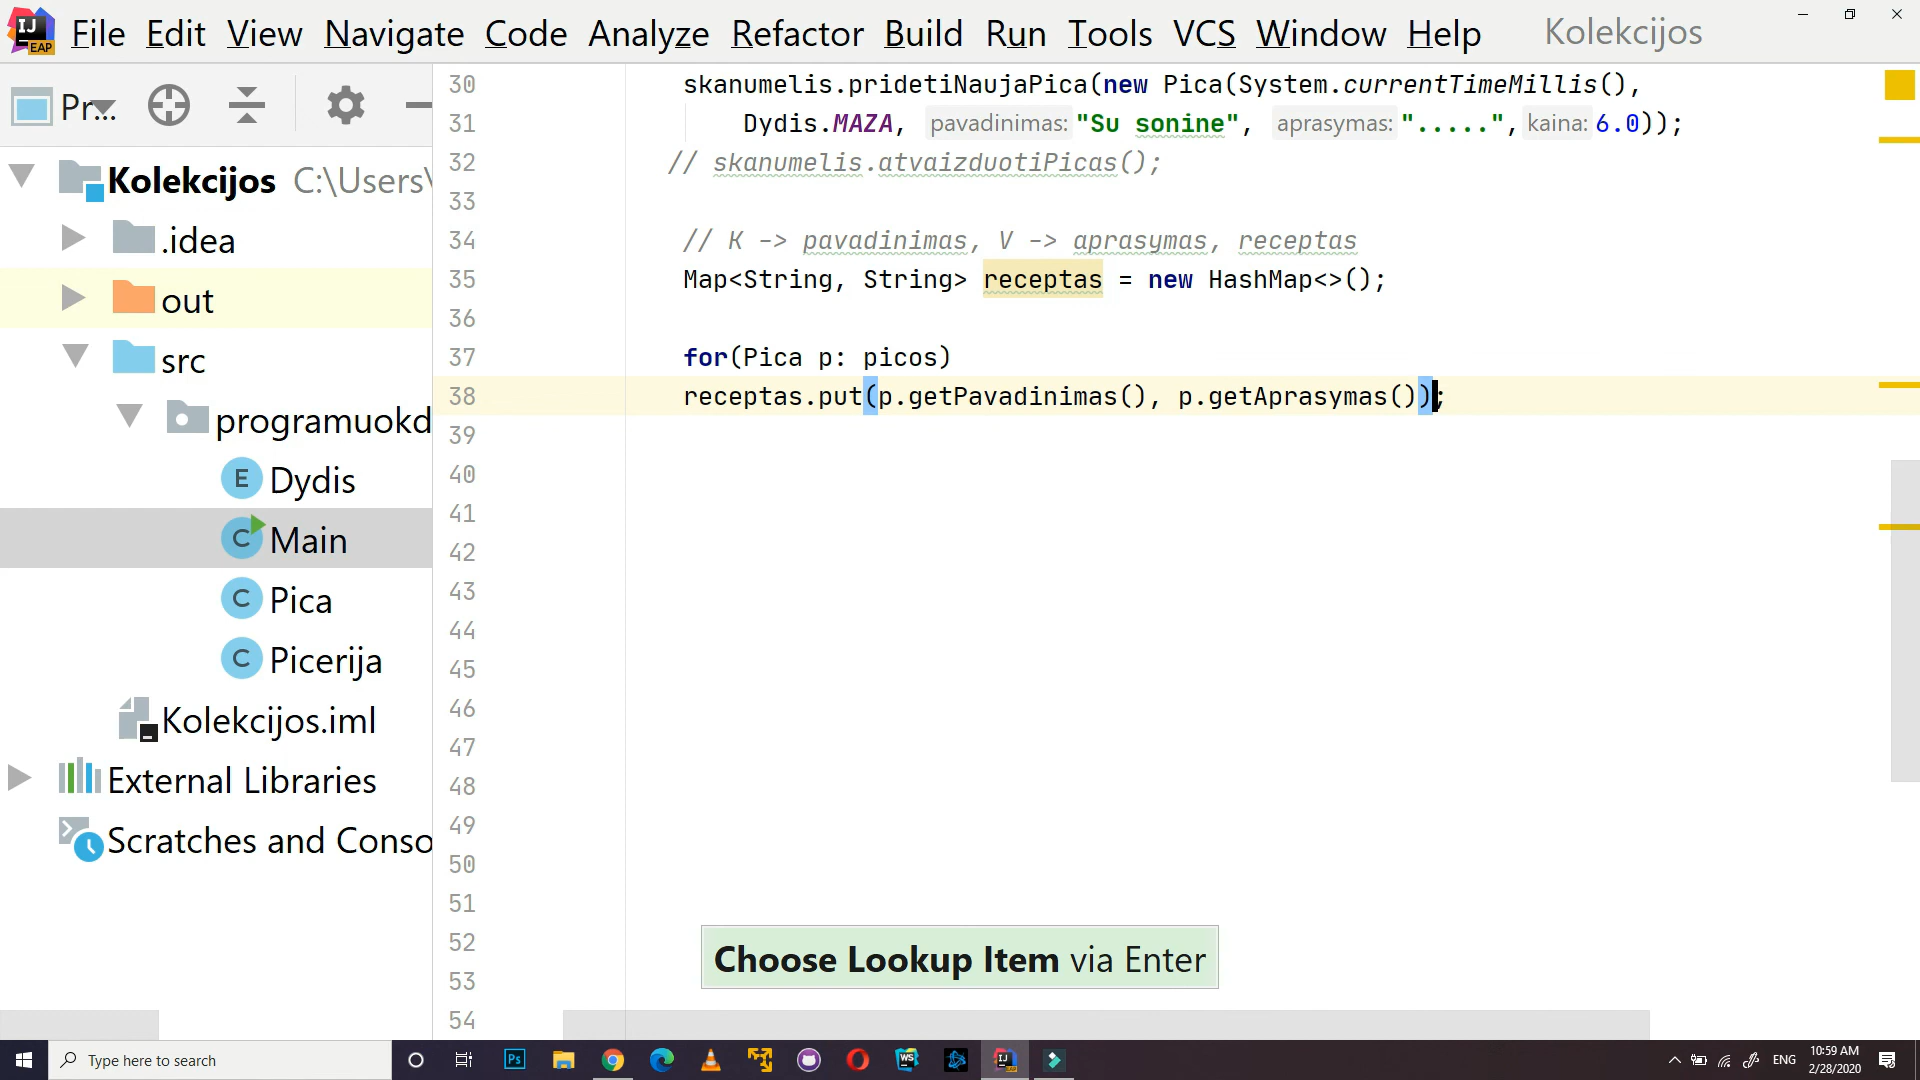 IJ EAP File Edit View Navigate Code Analyze Refactor Build Run Tools VCS Window Help Kolekcijos
Pr...
Kolekcijos C:\Users\
.idea
out
src
programuokd
E Dydis
C Main
C Pica
C Picerija
Kolekcijos.iml
External Libraries
Scratches and Conso
30 skanumelis.pridetiNaujaPica(new Pica(System.currentTimeMillis(),
31 Dydis.MAZA, pavadinimas: "Su sonine", aprasymas: ".....", kaina: 6.0));
32 // skanumelis.atvaizduotiPicas();
33
34 // K -> pavadinimas, V -> aprasymas, receptas
35 Map<String, String> receptas = new HashMap<>();
36
37 for(Pica p: picos)
38 receptas.put(p.getPavadinimas(), p.getAprasymas());
39
40
41
42
43
44
45
46
47
48
49
50
51
52
53
54
Choose Lookup Item via Enter
Type here to search
Ps
WS
IJ
ENG
10:59 AM
2/28/2020